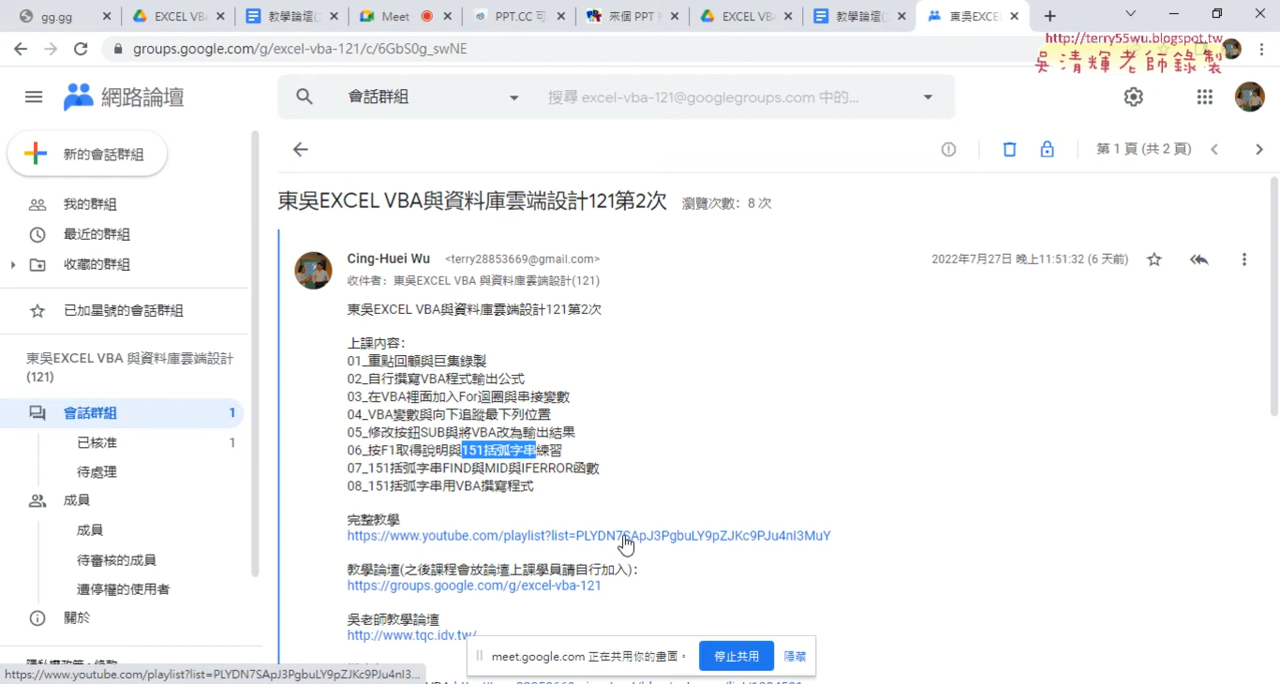 gg.gg
EXCEL VB
教學論壇(
Meet
PPT.CC 可
來個 PPT
EXCEL VB
教學論壇(
東吳EXCE
groups.google.com/g/excel-vba-121/c/6GbS0g_swNE
http://terry55wu.blogspot.tw
吳清輝老師錄製
網路論壇
會話群組
搜尋 excel-vba-121@googlegroups.com 中的...
新的會話群組
第 1 頁 (共 2 頁)
我的群組
最近的群組
收藏的群組
已加星號的會話群組
東吳EXCEL VBA 與資料庫雲端設計
(121)
會話群組 1
已核准 1
待處理
成員
成員
待審核的成員
遭停權的使用者
關於
東吳EXCEL VBA與資料庫雲端設計121第2次 瀏覽次數: 8 次
Cing-Huei Wu <terry28853669@gmail.com>
2022年7月27日 晚上11:51:32 (6 天前)
收件者: 東吳EXCEL VBA 與資料庫雲端設計(121)
東吳EXCEL VBA與資料庫雲端設計121第2次
上課內容:
01_重點回顧與巨集錄製
02_自行撰寫VBA程式輸出公式
03_在VBA裡面加入For迴圈與串接變數
04_VBA變數與向下追蹤最下列位置
05_修改按鈕SUB與將VBA改為輸出結果
06_按F1取得說明與151括弧字串練習
07_151括弧字串FIND與MID與IFERROR函數
08_151括弧字串用VBA撰寫程式
完整教學
https://www.youtube.com/playlist?list=PLYDN7SApJ3PgbuLY9pZJKc9PJu4nI3MuY
教學論壇(之後課程會放論壇上課學員請自行加入):
https://groups.google.com/g/excel-vba-121
吳老師教學論壇
http://www.tqc.idv.tw/
meet.google.com 正在共用你的畫面。
停止共用
隱藏
https://www.youtube.com/playlist?list=PLYDN7SApJ3PgbuLY9pZJKc9PJu4nI3...